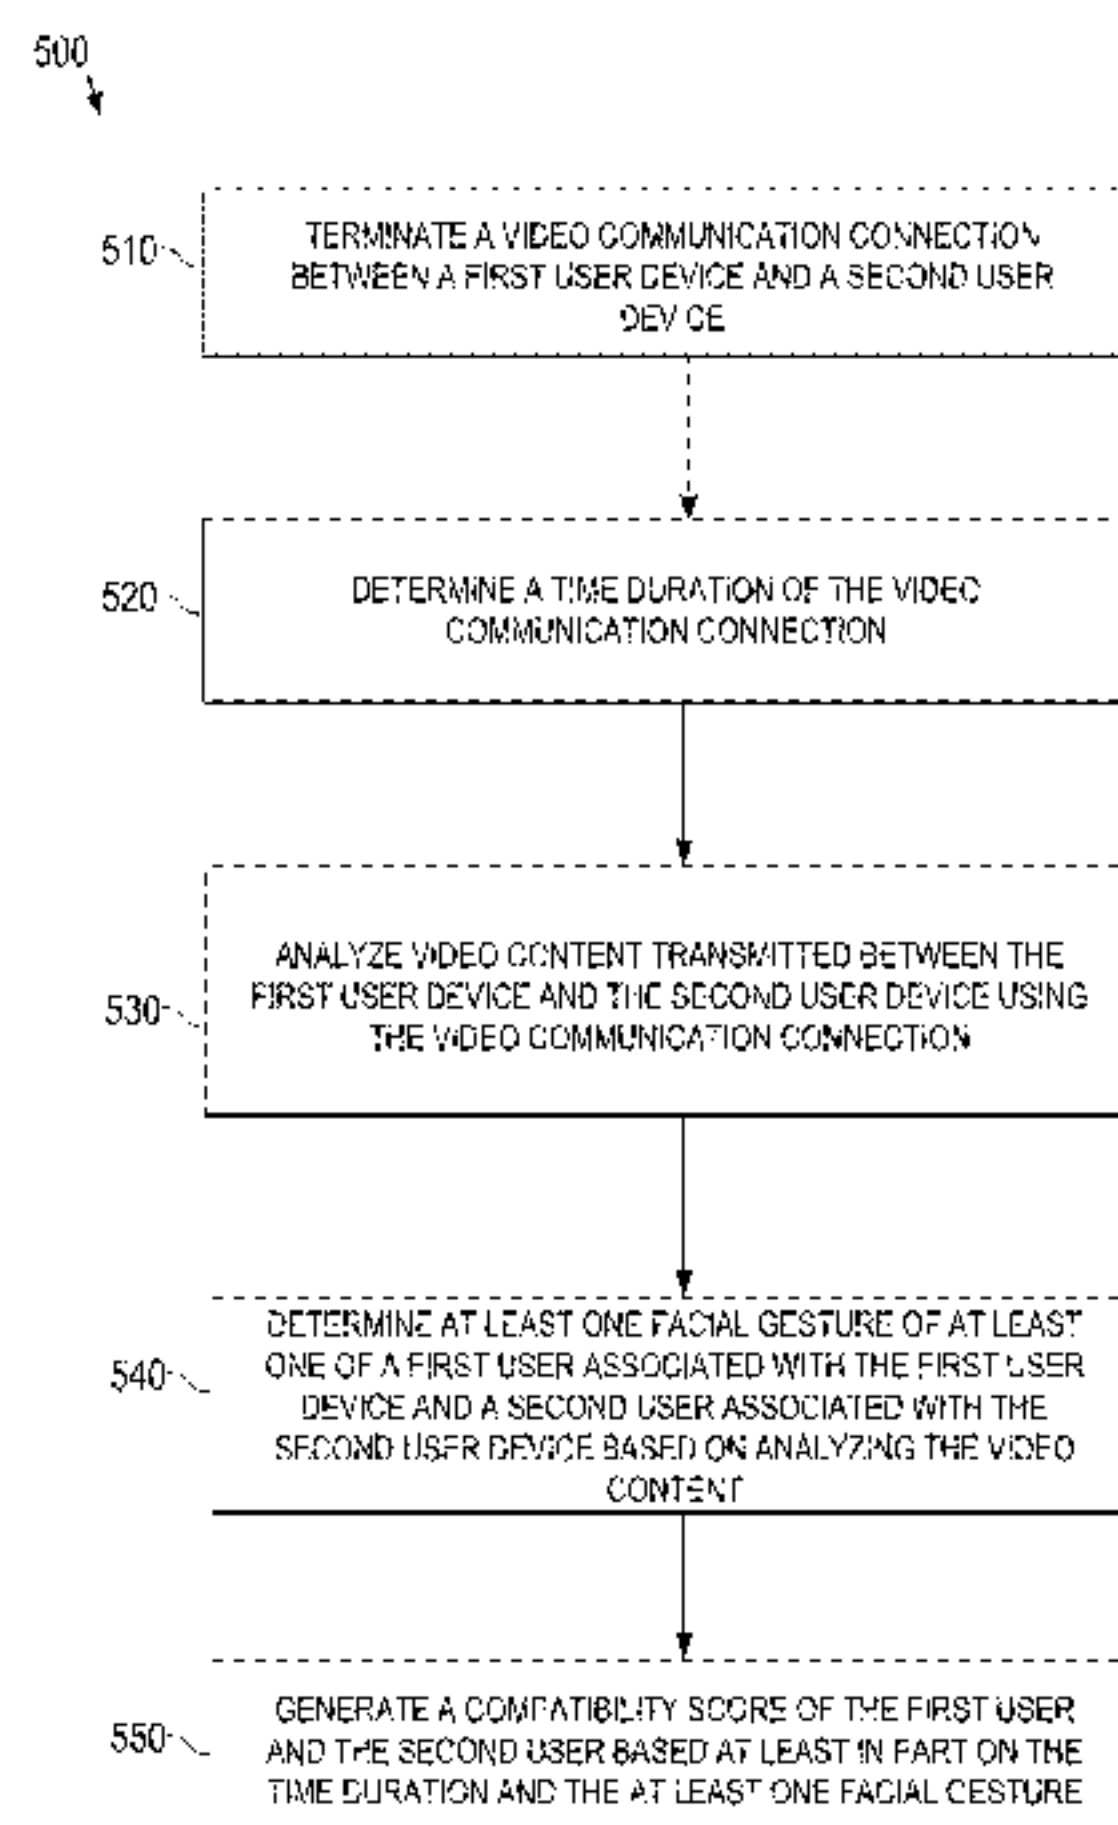 500
510
TERMINATE A VIDEO COMMUNICATION CONNECTION
BETWEEN A FIRST USER DEVICE AND A SECOND USER
DEVICE
520
DETERMINE A TIME DURATION OF THE VIDEO
COMMUNICATION CONNECTION
530
ANALYZE VIDEO CONTENT TRANSMITTED BETWEEN THE
FIRST USER DEVICE AND THE SECOND USER DEVICE USING
THE VIDEO COMMUNICATION CONNECTION
540
DETERMINE AT LEAST ONE FACIAL GESTURE OF AT LEAST
ONE OF A FIRST USER ASSOCIATED WITH THE FIRST USER
DEVICE AND A SECOND USER ASSOCIATED WITH THE
SECOND USER DEVICE BASED ON ANALYZING THE VIDEO
CONTENT
550
GENERATE A COMPATIBILITY SCORE OF THE FIRST USER
AND THE SECOND USER BASED AT LEAST IN PART ON THE
TIME DURATION AND THE AT LEAST ONE FACIAL GESTURE